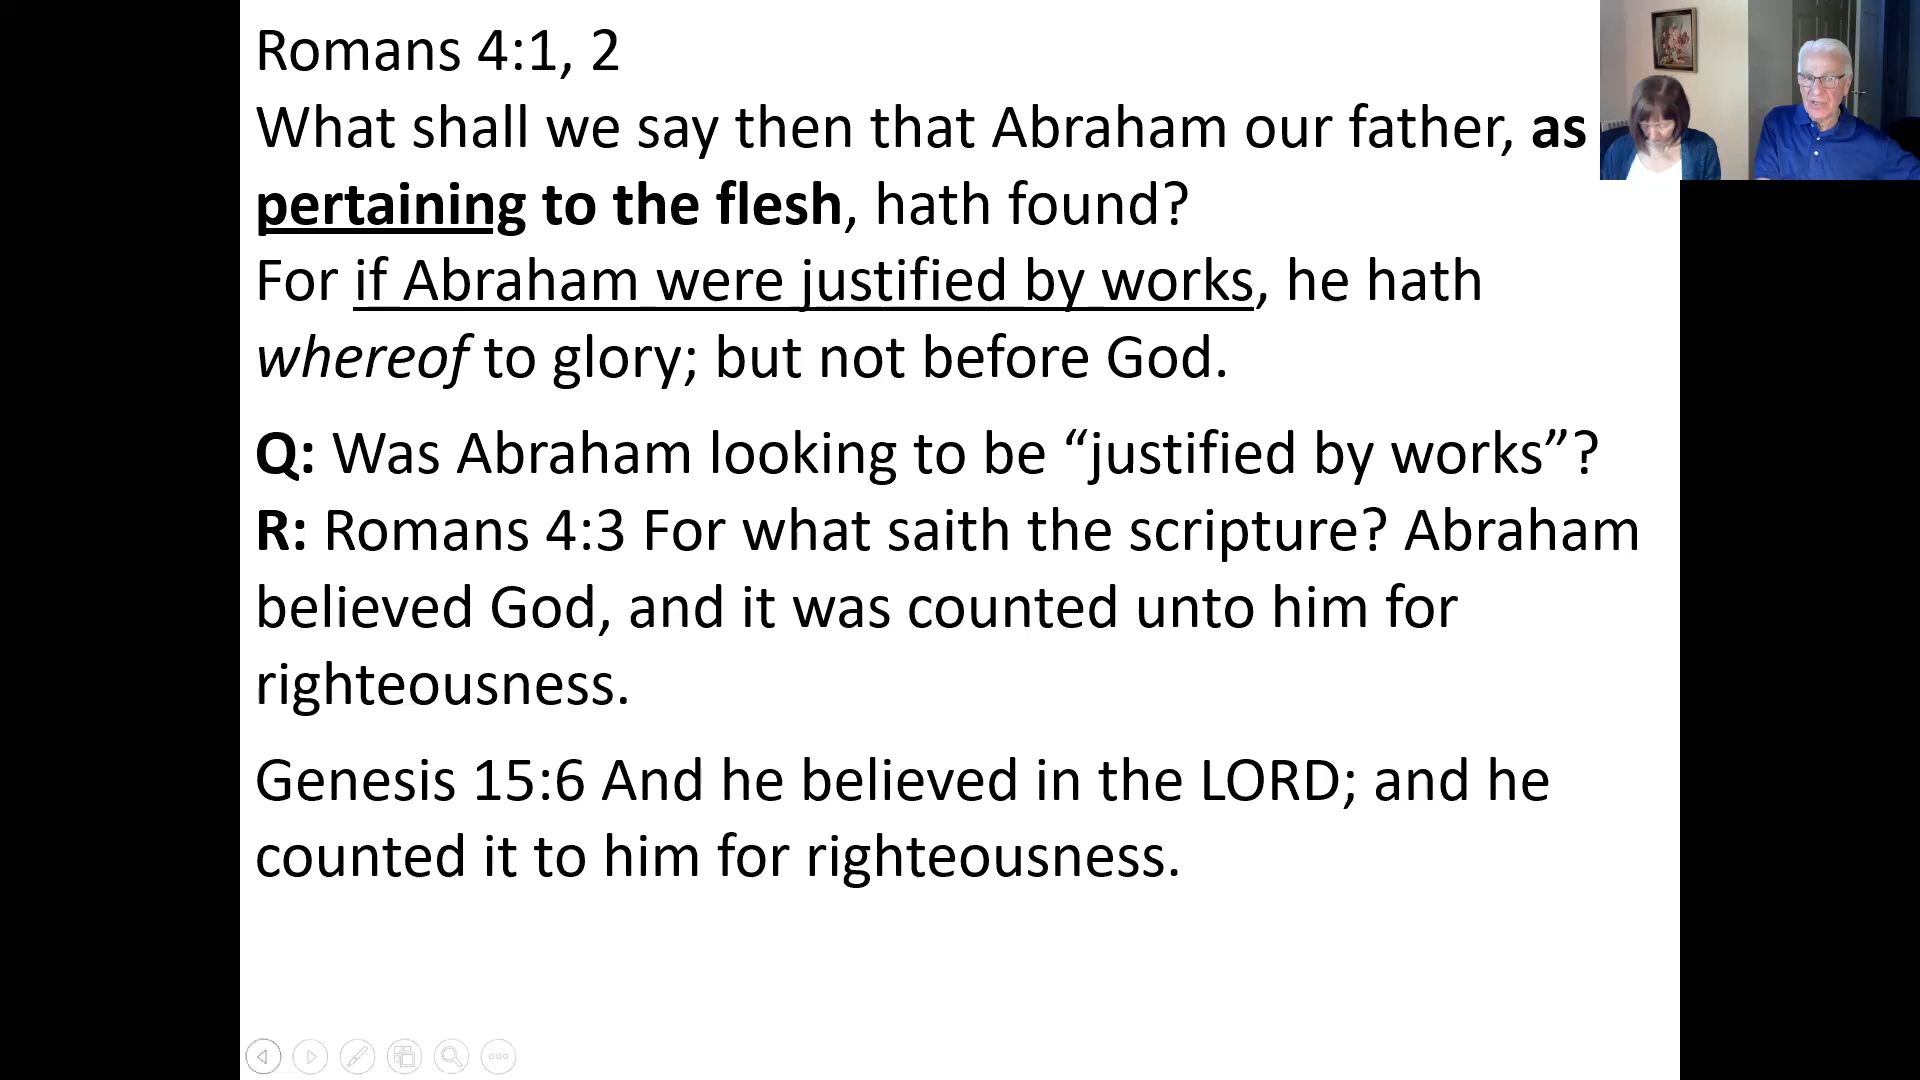 Romans 4:1, 2
What shall we say then that Abraham our father, as
pertaining to the flesh, hath found?
For if Abraham were justified by works, he hath
whereof to glory; but not before God.
Q: Was Abraham looking to be “justified by works”?
R: Romans 4:3 For what saith the scripture? Abraham
believed God, and it was counted unto him for
righteousness.
Genesis 15:6 And he believed in the LORD; and he
counted it to him for righteousness.